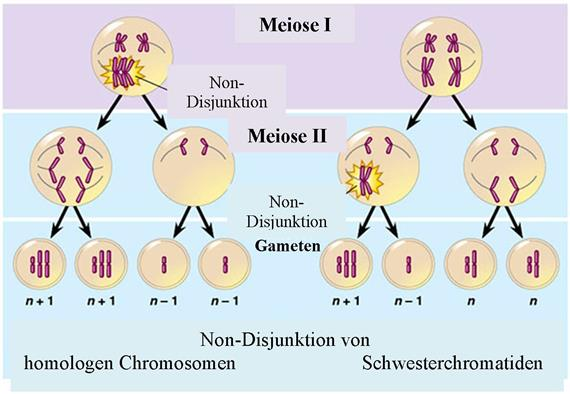 Meiose I
Non-
Disjunktion
Meiose II
Non-
Disjunktion
Gameten
n + 1
n + 1
n – 1
n – 1
n + 1
n – 1
n
n
Non-Disjunktion von
homologen Chromosomen
Schwesterchromatiden